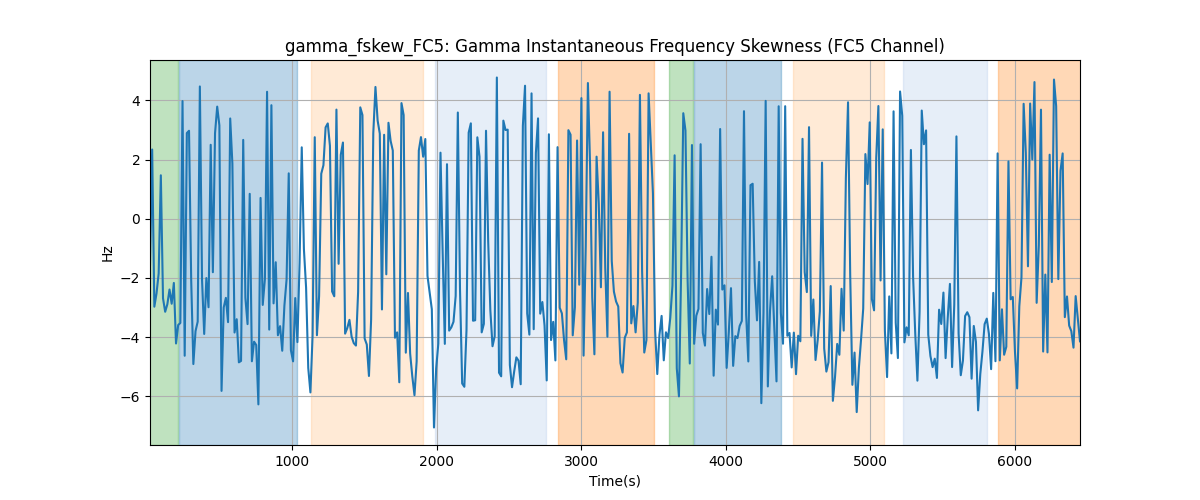 gamma_fskew_FC5: Gamma Instantaneous Frequency Skewness (FC5 Channel)
4
2
0
−2
−4
−6
Hz
1000 2000 3000 4000 5000 6000
Time(s)